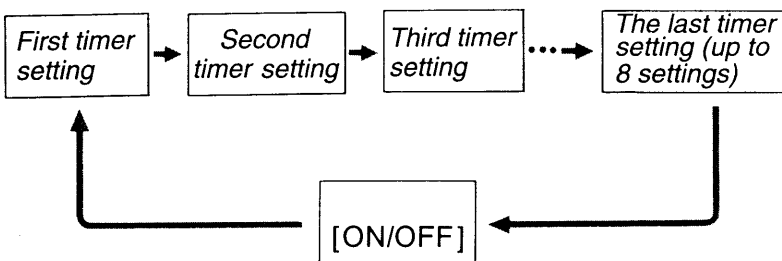 First timer
setting
Second
timer setting
Third timer
setting
The last timer
setting (up to
8 settings)
[ON/OFF]